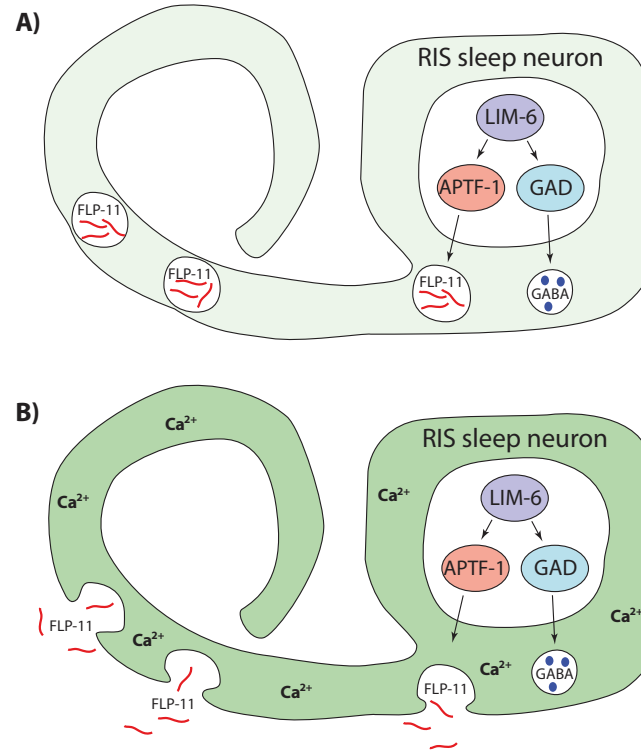 A)
RIS sleep neuron
LIM-6
APTF-1 GAD
FLP-11
FLP-11
FLP-11
GABA
B)
Ca²⁺
RIS sleep neuron
Ca²⁺
Ca²⁺
LIM-6
APTF-1 GAD
Ca²⁺
FLP-11
Ca²⁺
Ca²⁺
GABA
FLP-11
Ca²⁺
FLP-11